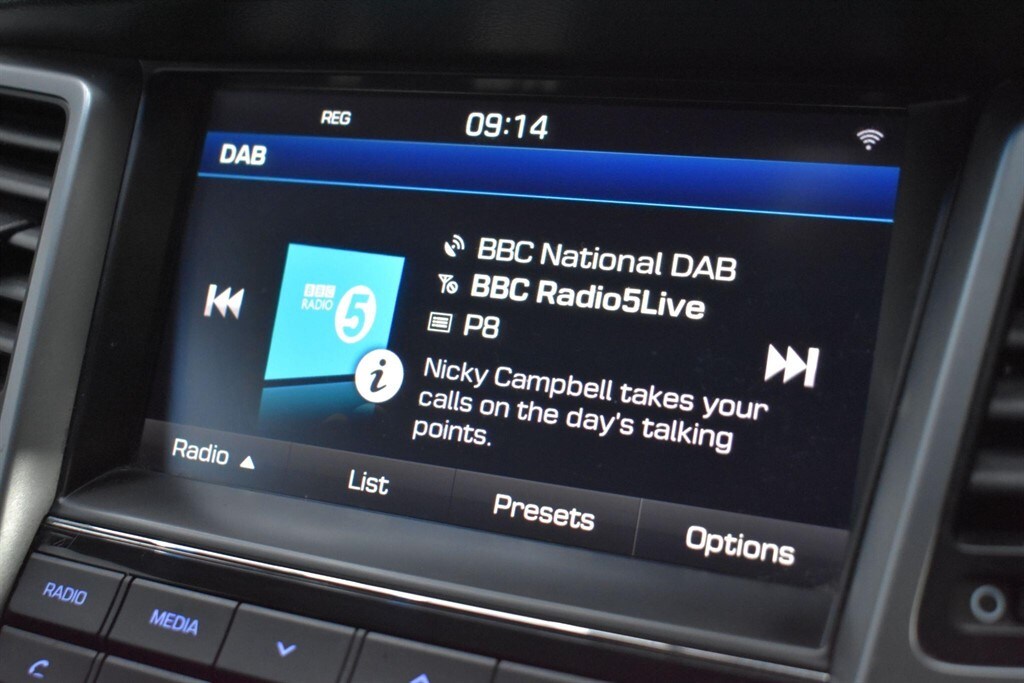 REG
09:14
DAB
BBC National DAB
BBC RADIO 5
BBC Radio5Live
P8
i
Nicky Campbell takes your
calls on the day's talking
points.
Radio
List
Presets
Options
RADIO
MEDIA